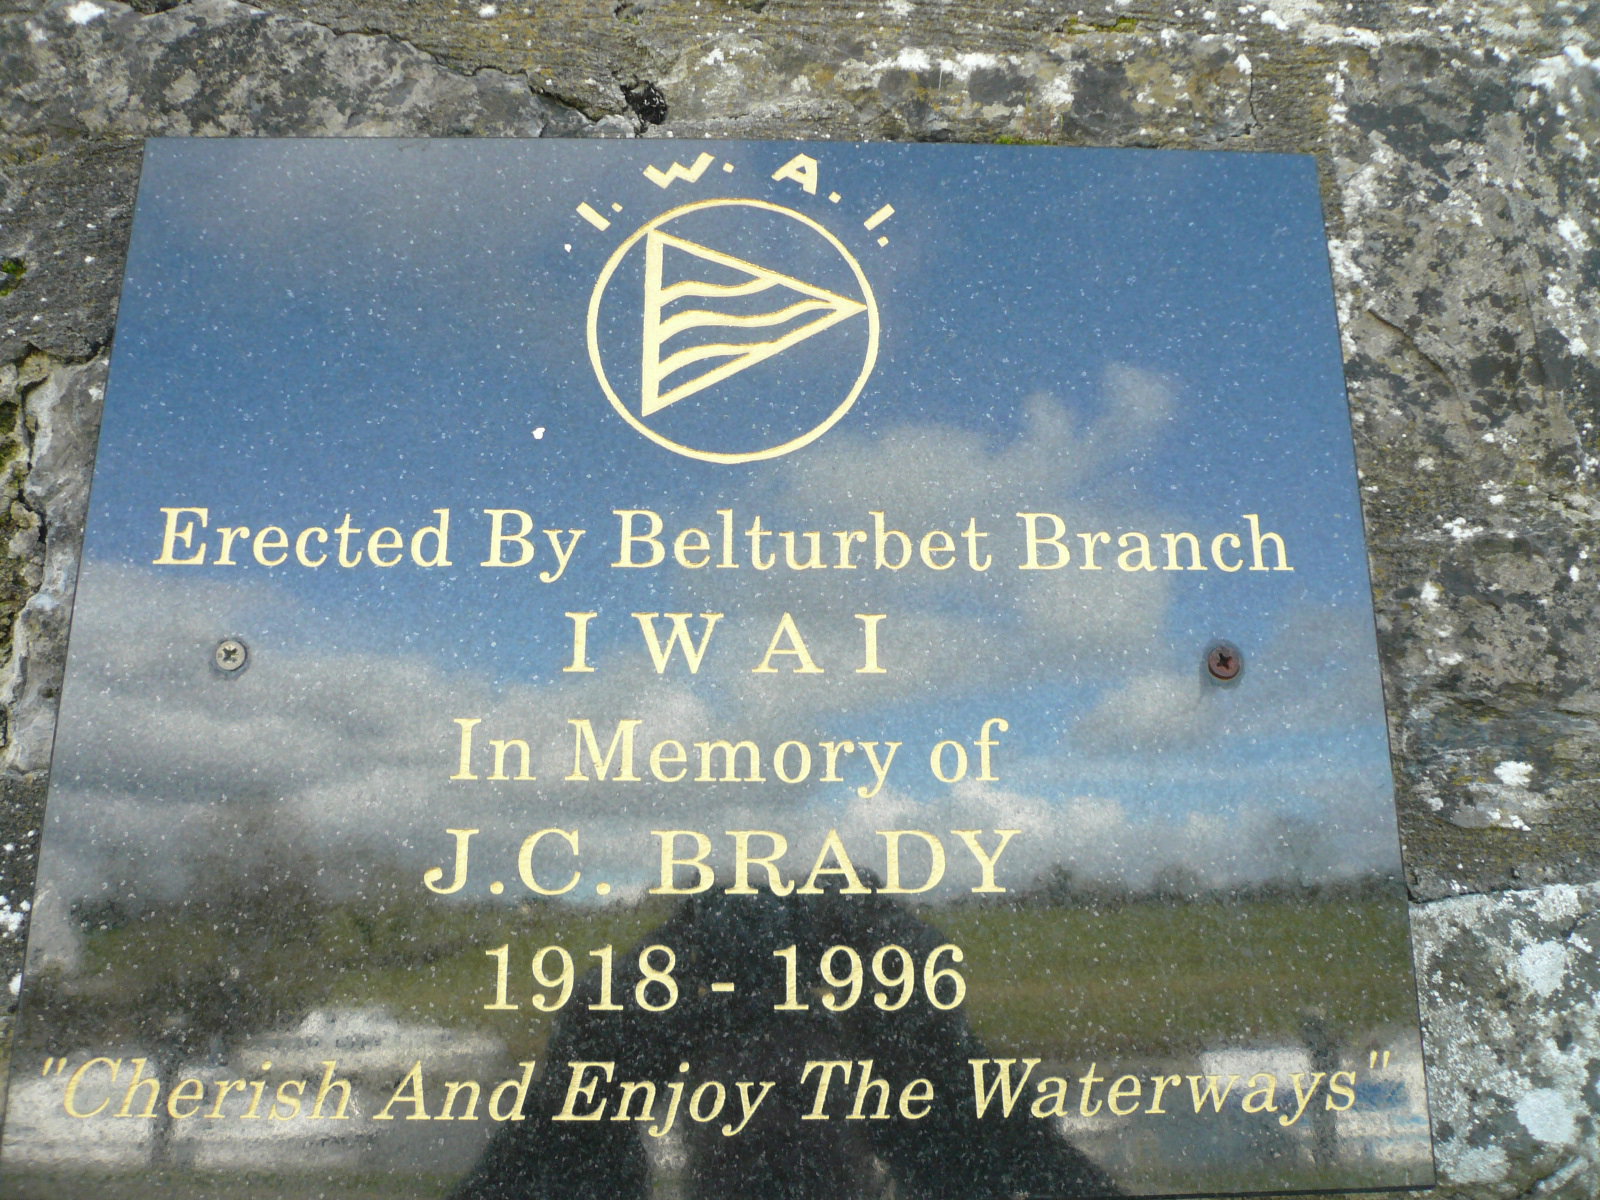 I. W. A. I.
Erected By Belturbet Branch
I W A I
In Memory of
J.C. BRADY
1918 - 1996
"Cherish And Enjoy The Waterways"